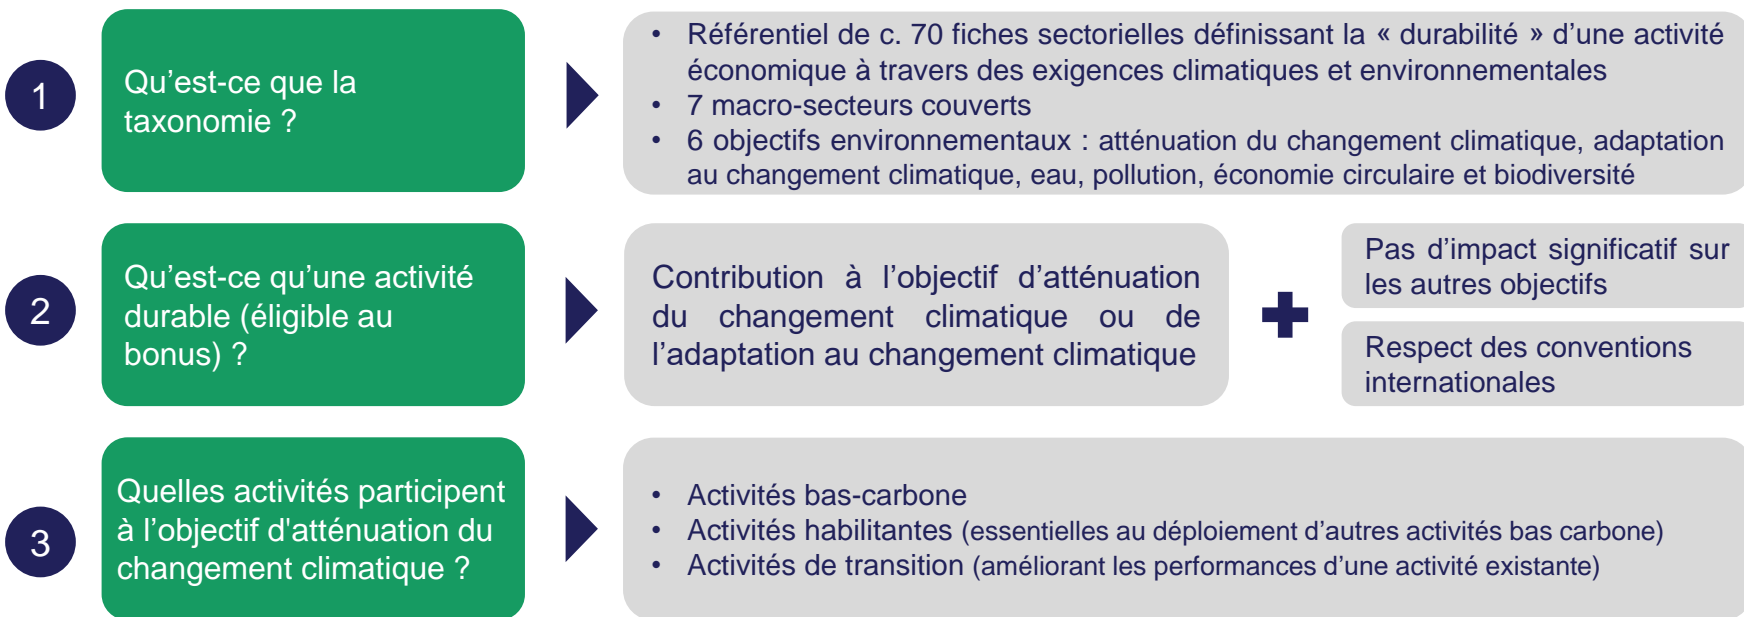 1
Qu’est-ce que la
taxonomie ?
• Référentiel de c. 70 fiches sectorielles définissant la « durabilité » d’une activité
économique à travers des exigences climatiques et environnementales
• 7 macro-secteurs couverts
• 6 objectifs environnementaux : atténuation du changement climatique, adaptation
au changement climatique, eau, pollution, économie circulaire et biodiversité
2
Qu’est-ce qu’une activité
durable (éligible au
bonus) ?
Contribution à l’objectif d’atténuation
du changement climatique ou de
l’adaptation au changement climatique
Pas d’impact significatif sur
les autres objectifs
Respect des conventions
internationales
3
Quelles activités participent
à l’objectif d'atténuation du
changement climatique ?
• Activités bas-carbone
• Activités habilitantes (essentielles au déploiement d’autres activités bas carbone)
• Activités de transition (améliorant les performances d’une activité existante)